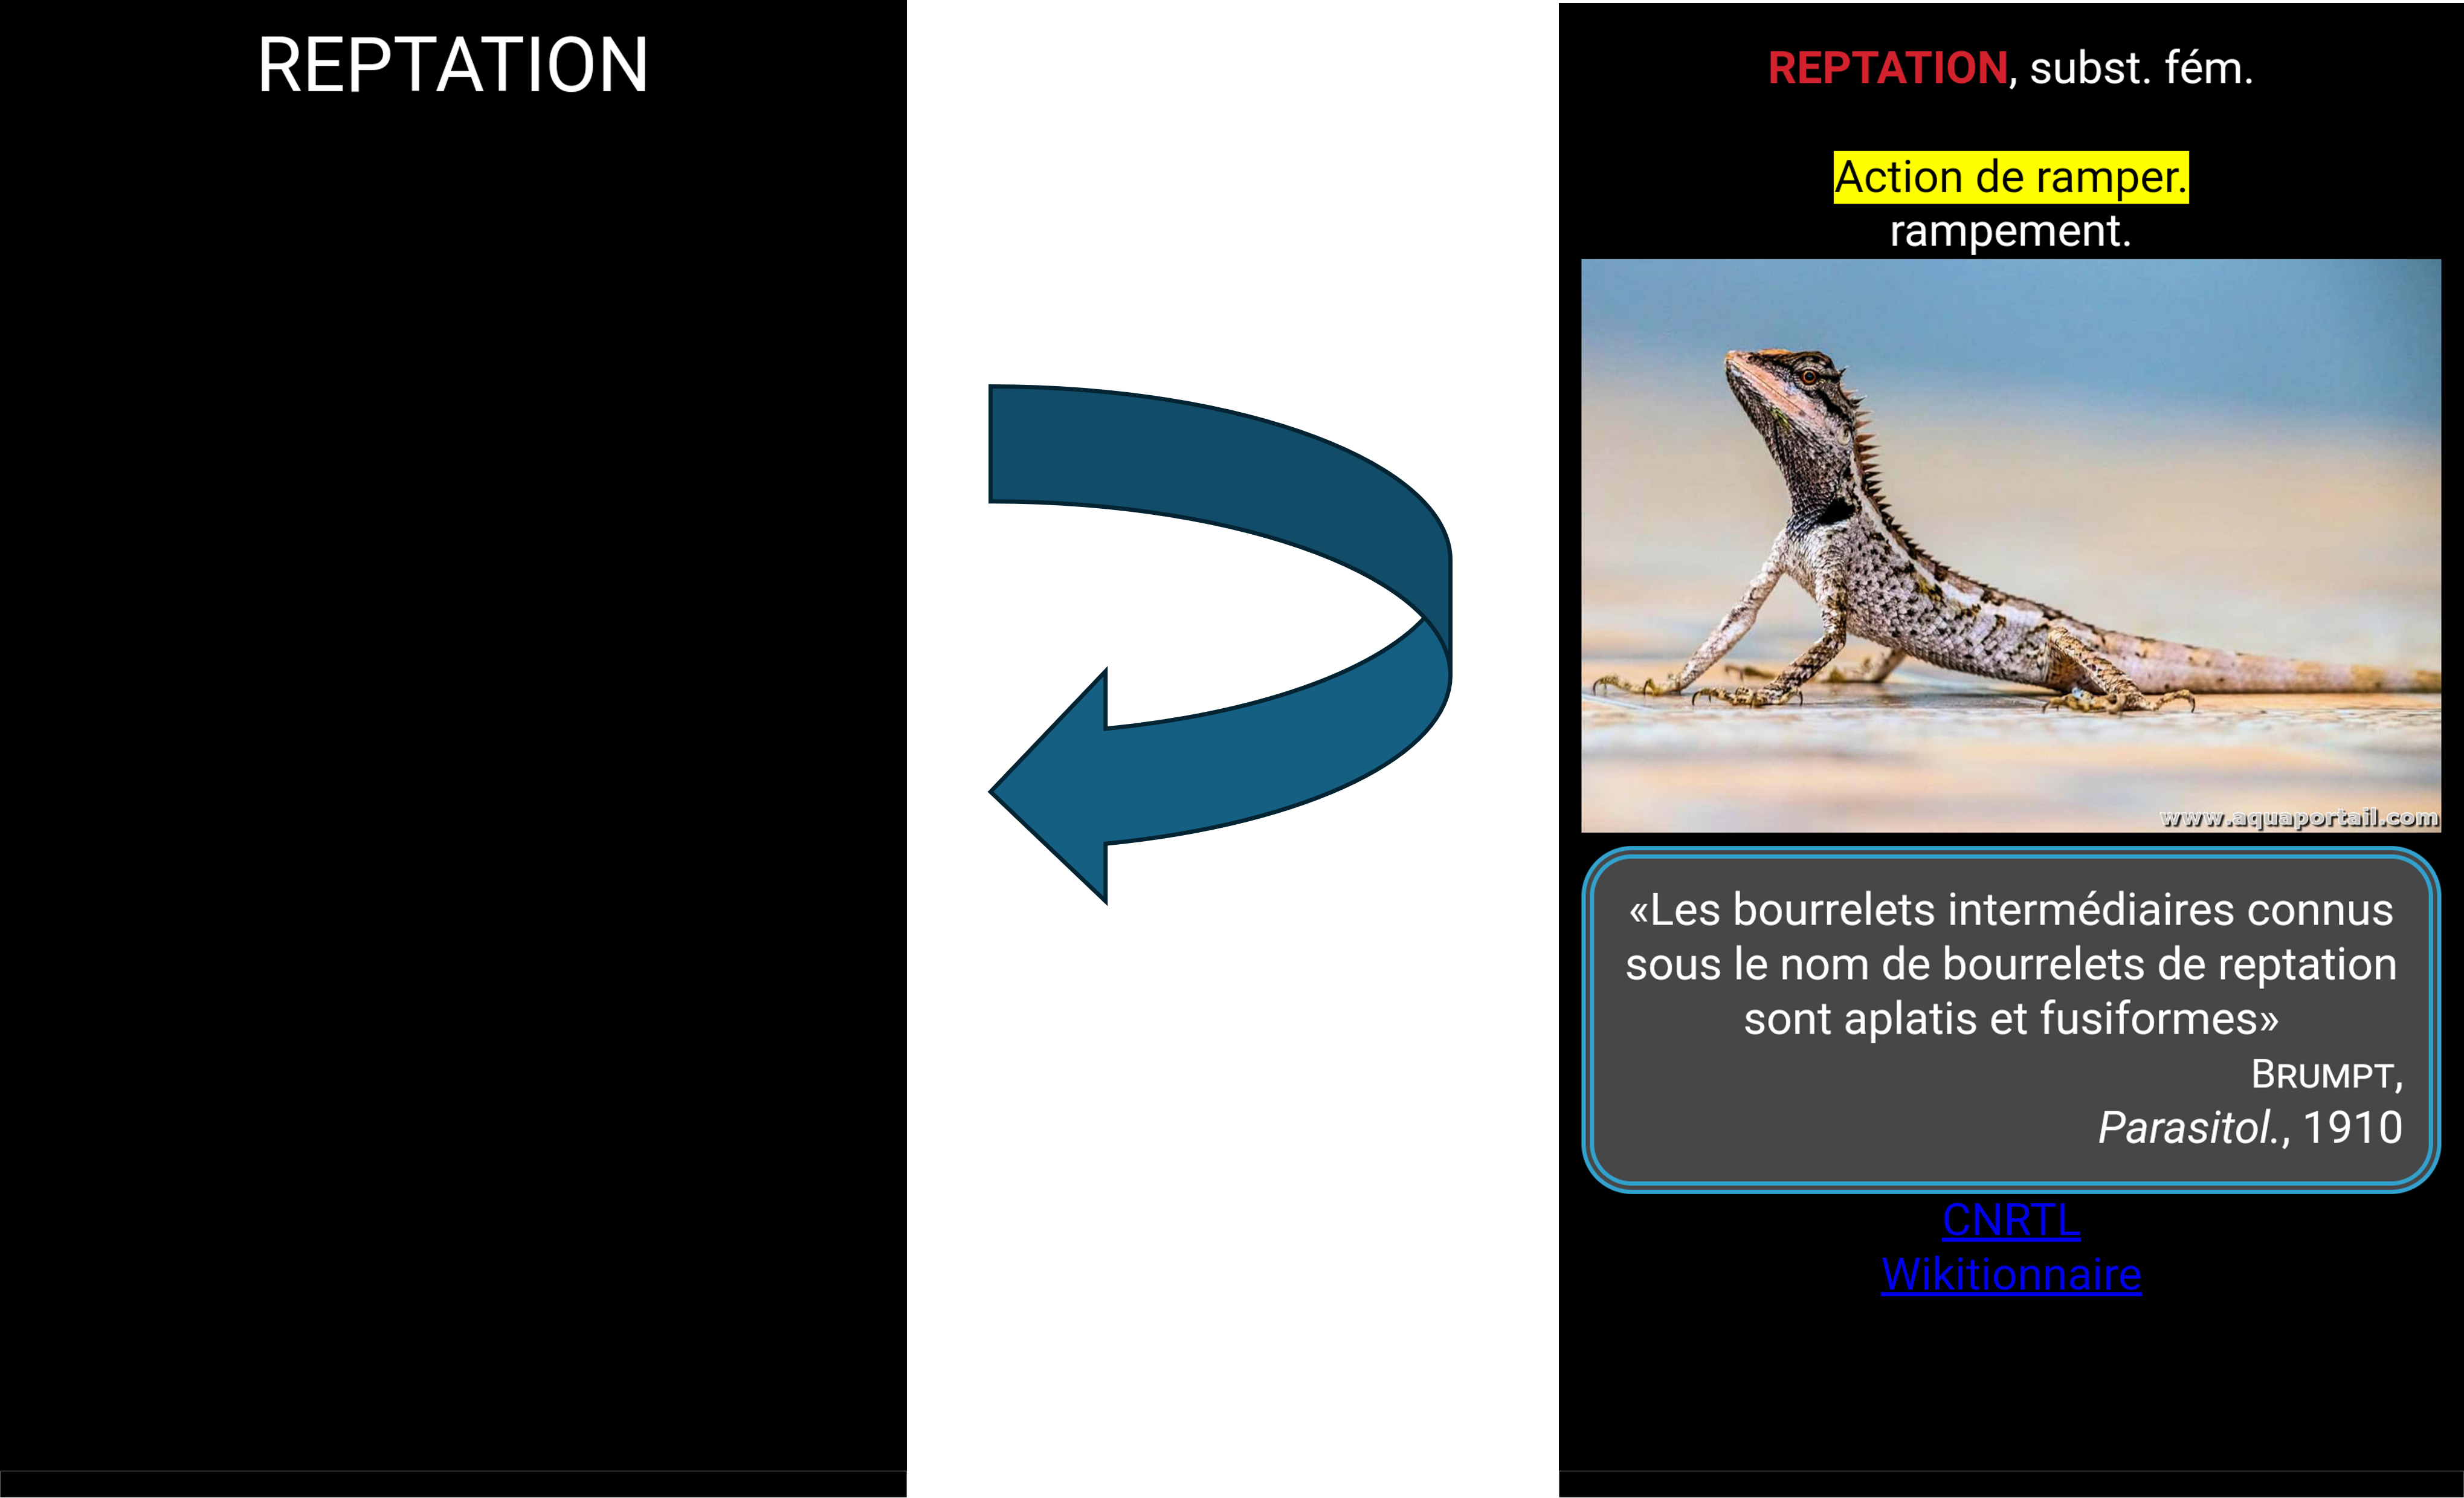 REPTATION
REPTATION, subst. fém.
Action de ramper.
rampement.
www.aquaportail.com
«Les bourrelets intermédiaires connus
sous le nom de bourrelets de reptation
sont aplatis et fusiformes»
BRUMPT,
Parasitol., 1910
CNRTL
Wikitionnaire